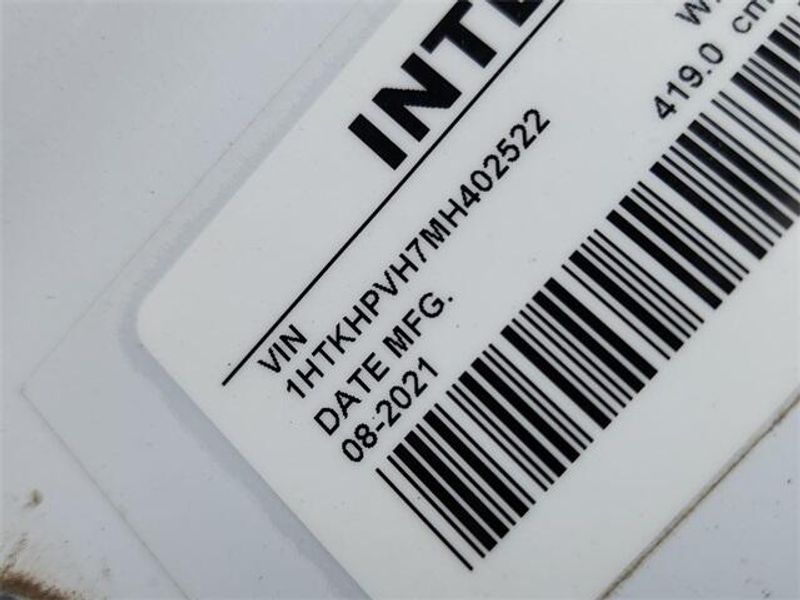 INTE
VIN
1HTKHPVH7MH402522
DATE MFG.
08-2021
W
419.0 cm